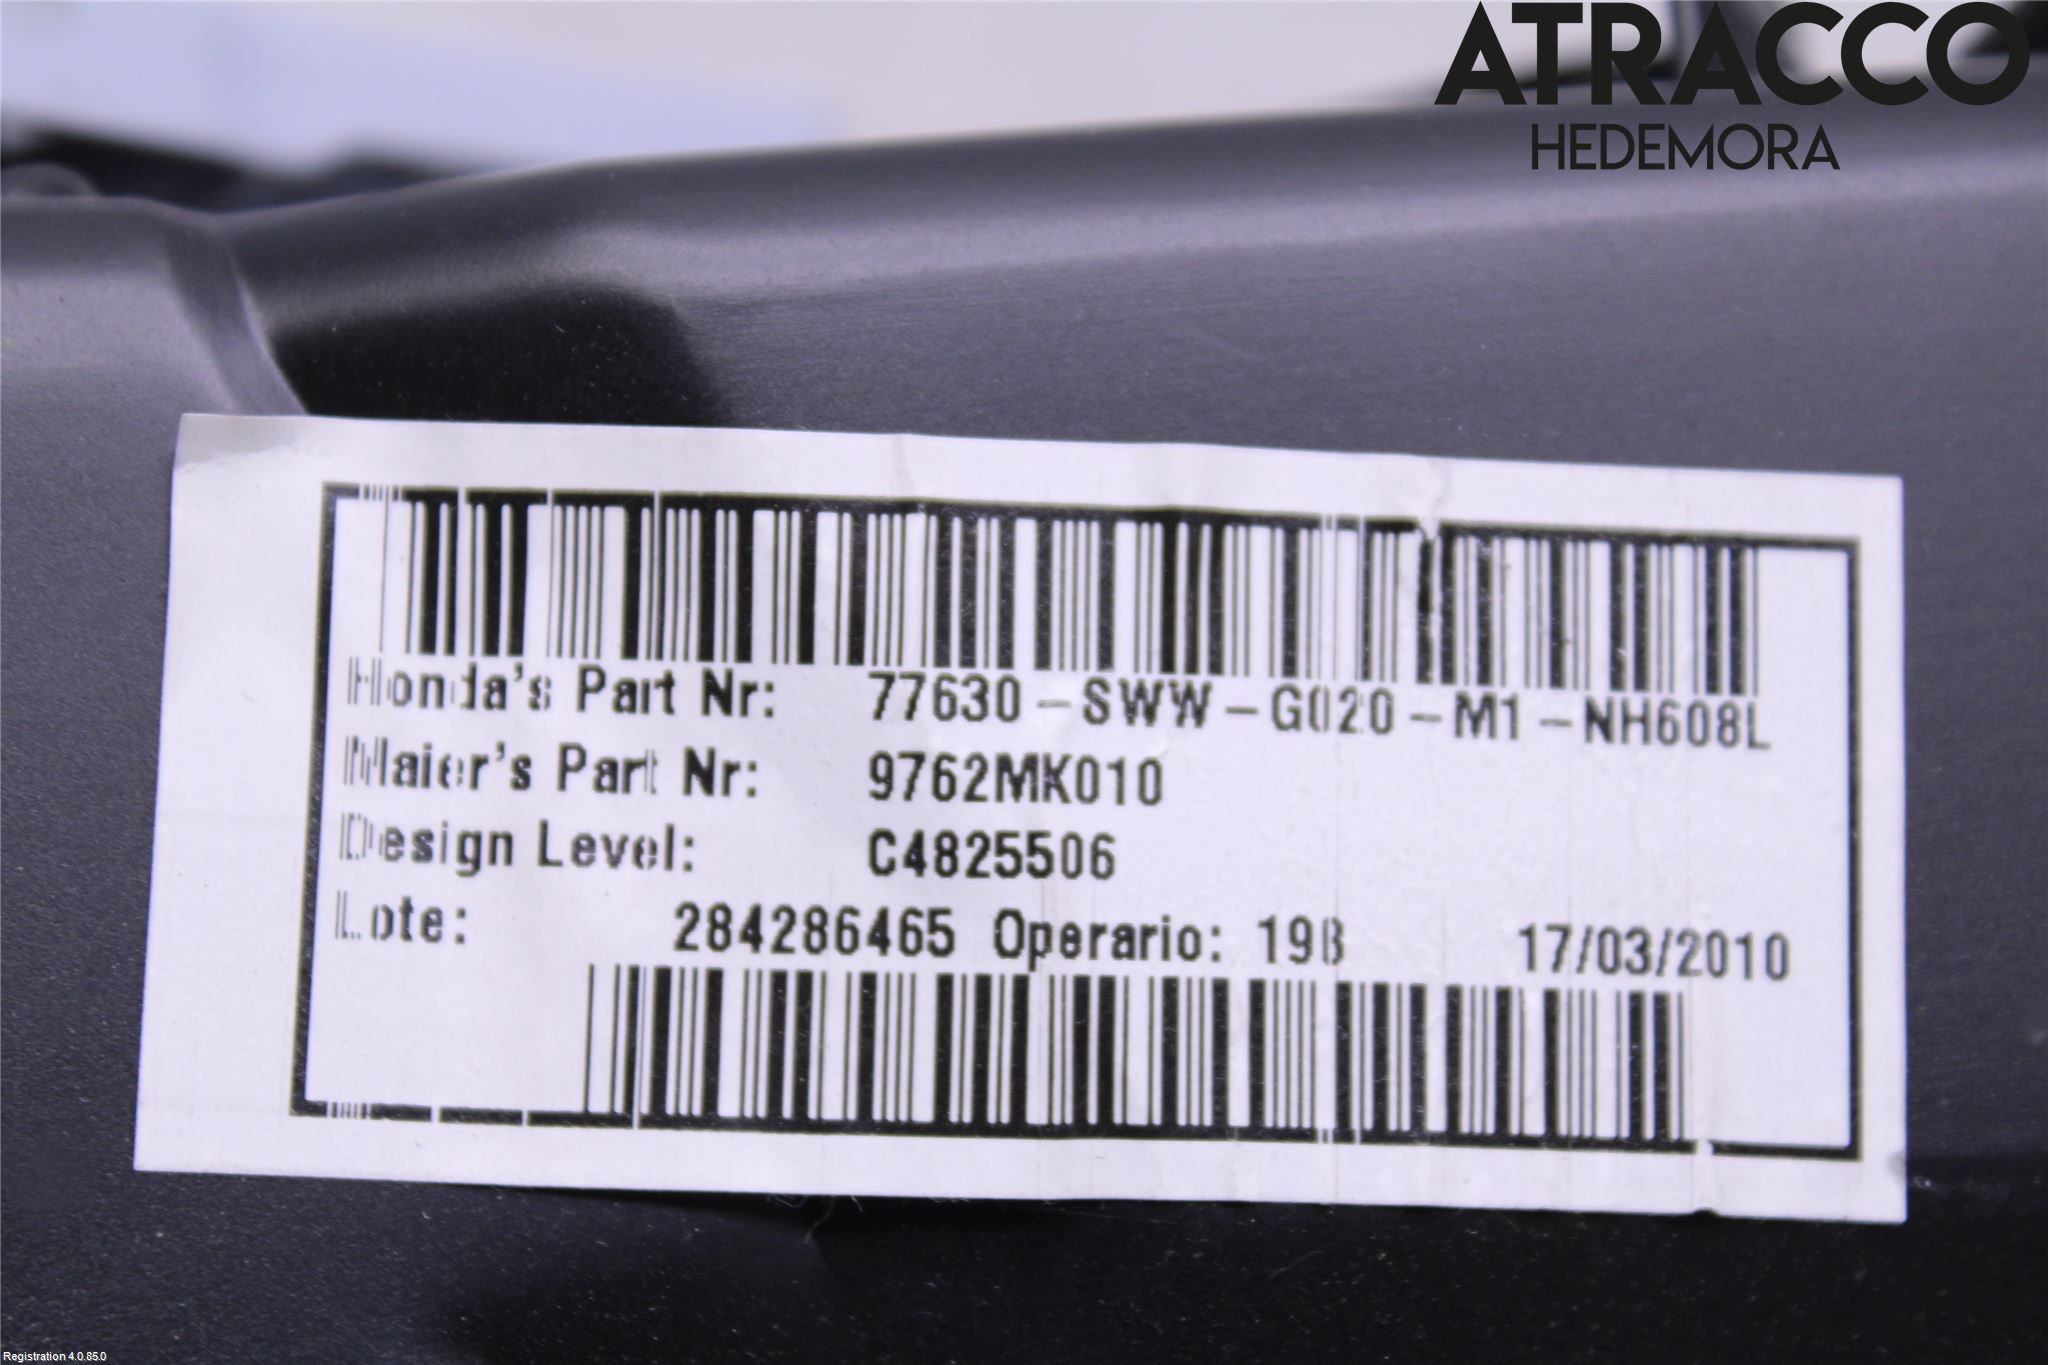 ATRACCO
HEDEMORA
Honda's Part Nr: 77630-SWW-G020-M1-NH608L
Maier's Part Nr: 9762MK010
Design Level: C4825506
Lote: 284286465 Operario: 198 17/03/2010
Registration 4.0.85.0